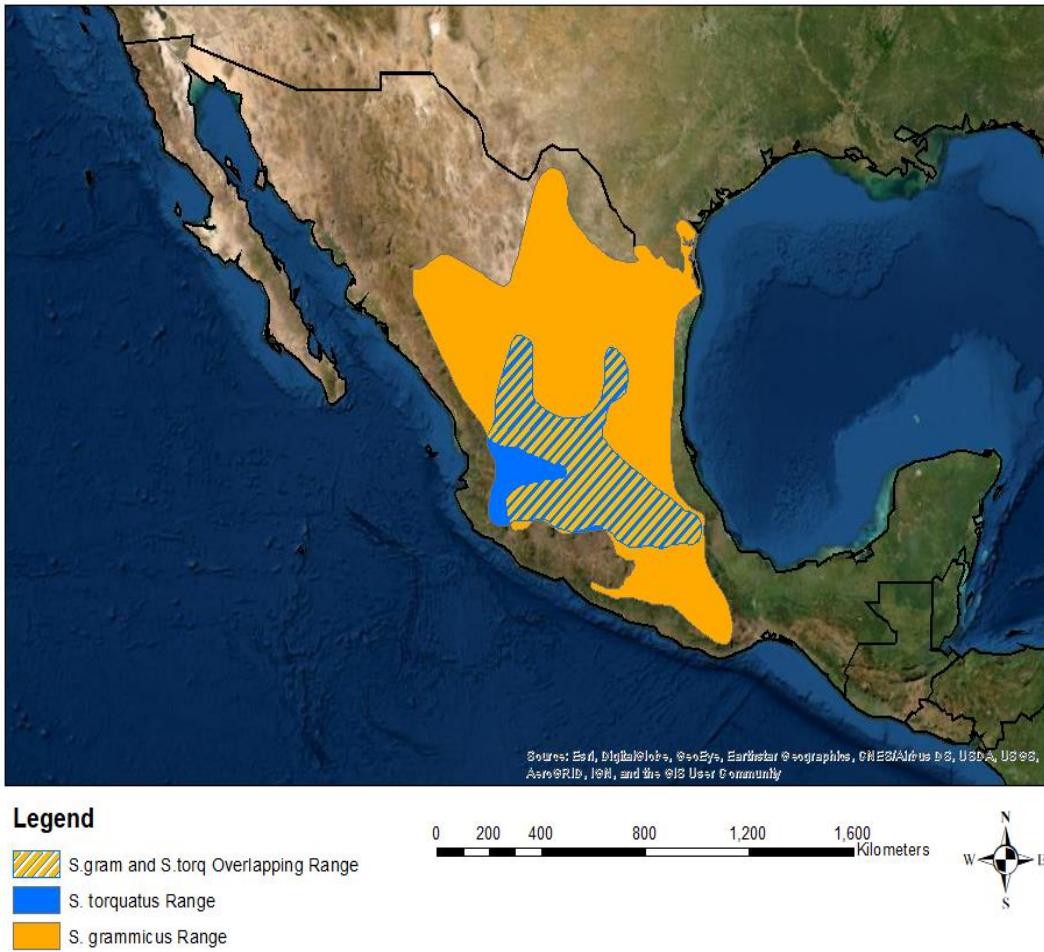 Source: Esri, DigitalGlobe, GeoEye, Earthstar Geographics, CNES/Airbus DS, USDA, USGS,
AeroGRID, IGN, and the GIS User Community
Legend
S.gram and S.torq Overlapping Range
S. torquatus Range
S. grammicus Range
0 200 400 800 1,200 1,600
Kilometers
N
W E
S